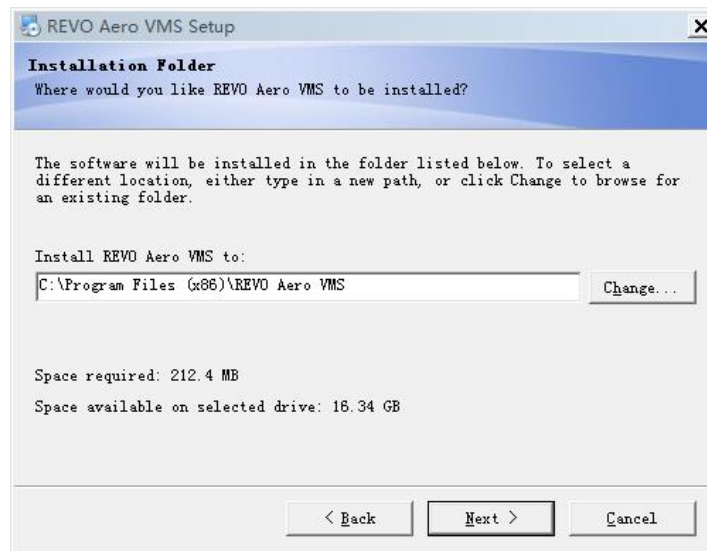 REVO Aero VMS Setup
Installation Folder
Where would you like REVO Aero VMS to be installed?
The software will be installed in the folder listed below. To select a
different location, either type in a new path, or click Change to browse for
an existing folder.
Install REVO Aero VMS to:
C:\Program Files (x86)\REVO Aero VMS
Change...
Space required: 212.4 MB
Space available on selected drive: 16.34 GB
< Back
Next >
Cancel